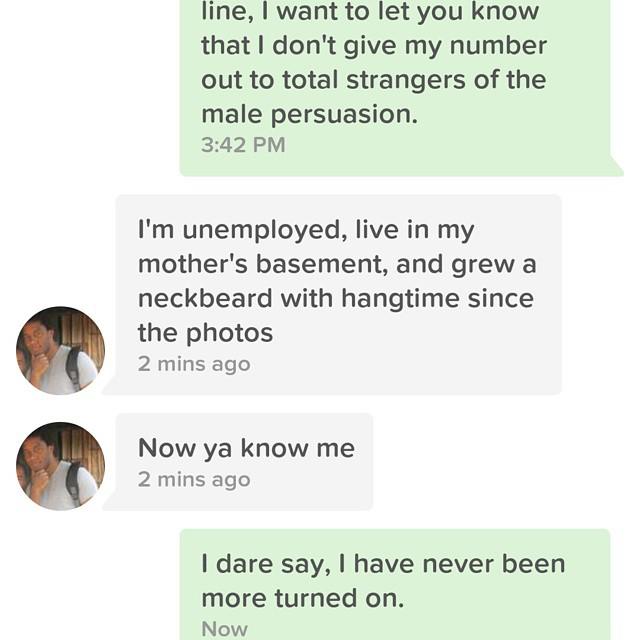 line, I want to let you know
that I don't give my number
out to total strangers of the
male persuasion.
3:42 PM
I'm unemployed, live in my
mother's basement, and grew a
neckbeard with hangtime since
the photos
2 mins ago
Now ya know me
2 mins ago
I dare say, I have never been
more turned on.
Now